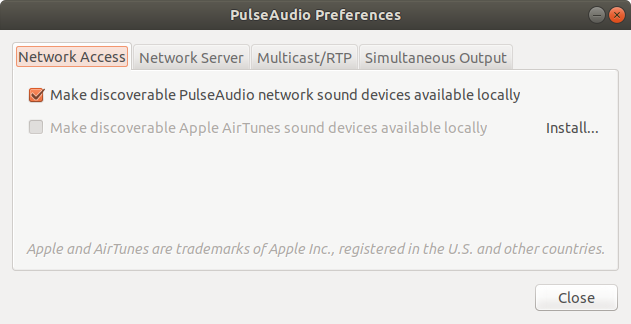 PulseAudio Preferences
Network Access Network Server Multicast/RTP Simultaneous Output
Make discoverable PulseAudio network sound devices available locally
Make discoverable Apple AirTunes sound devices available locally Install...
Apple and AirTunes are trademarks of Apple Inc., registered in the U.S. and other countries.
Close